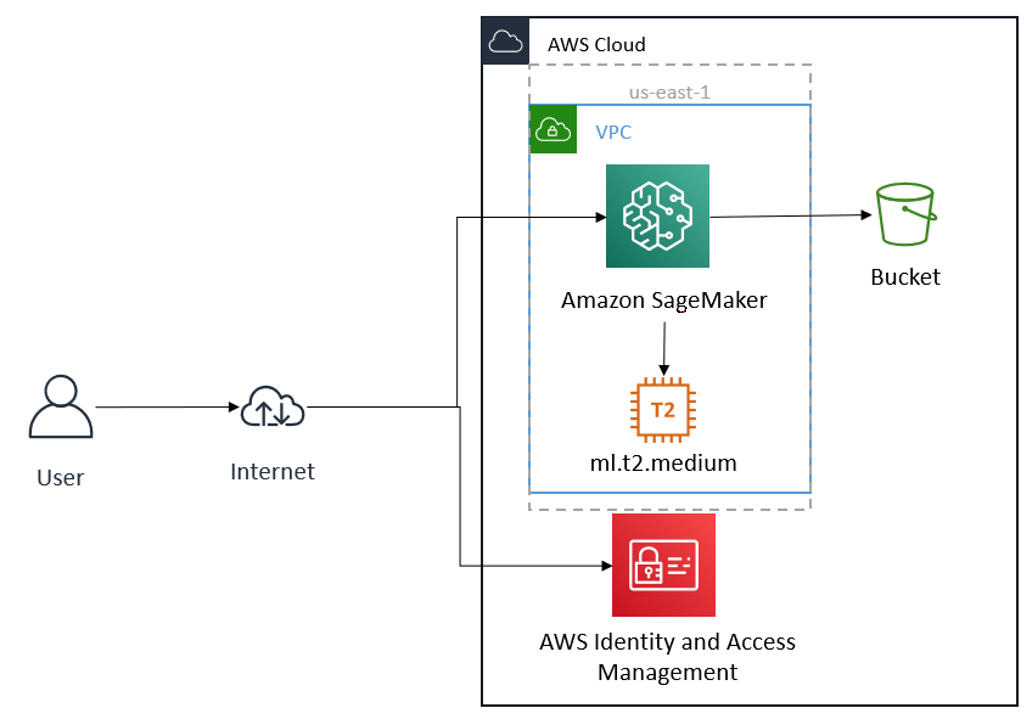 AWS Cloud
us-east-1
VPC
Amazon SageMaker
Bucket
T2
ml.t2.medium
User
Internet
AWS Identity and Access
Management